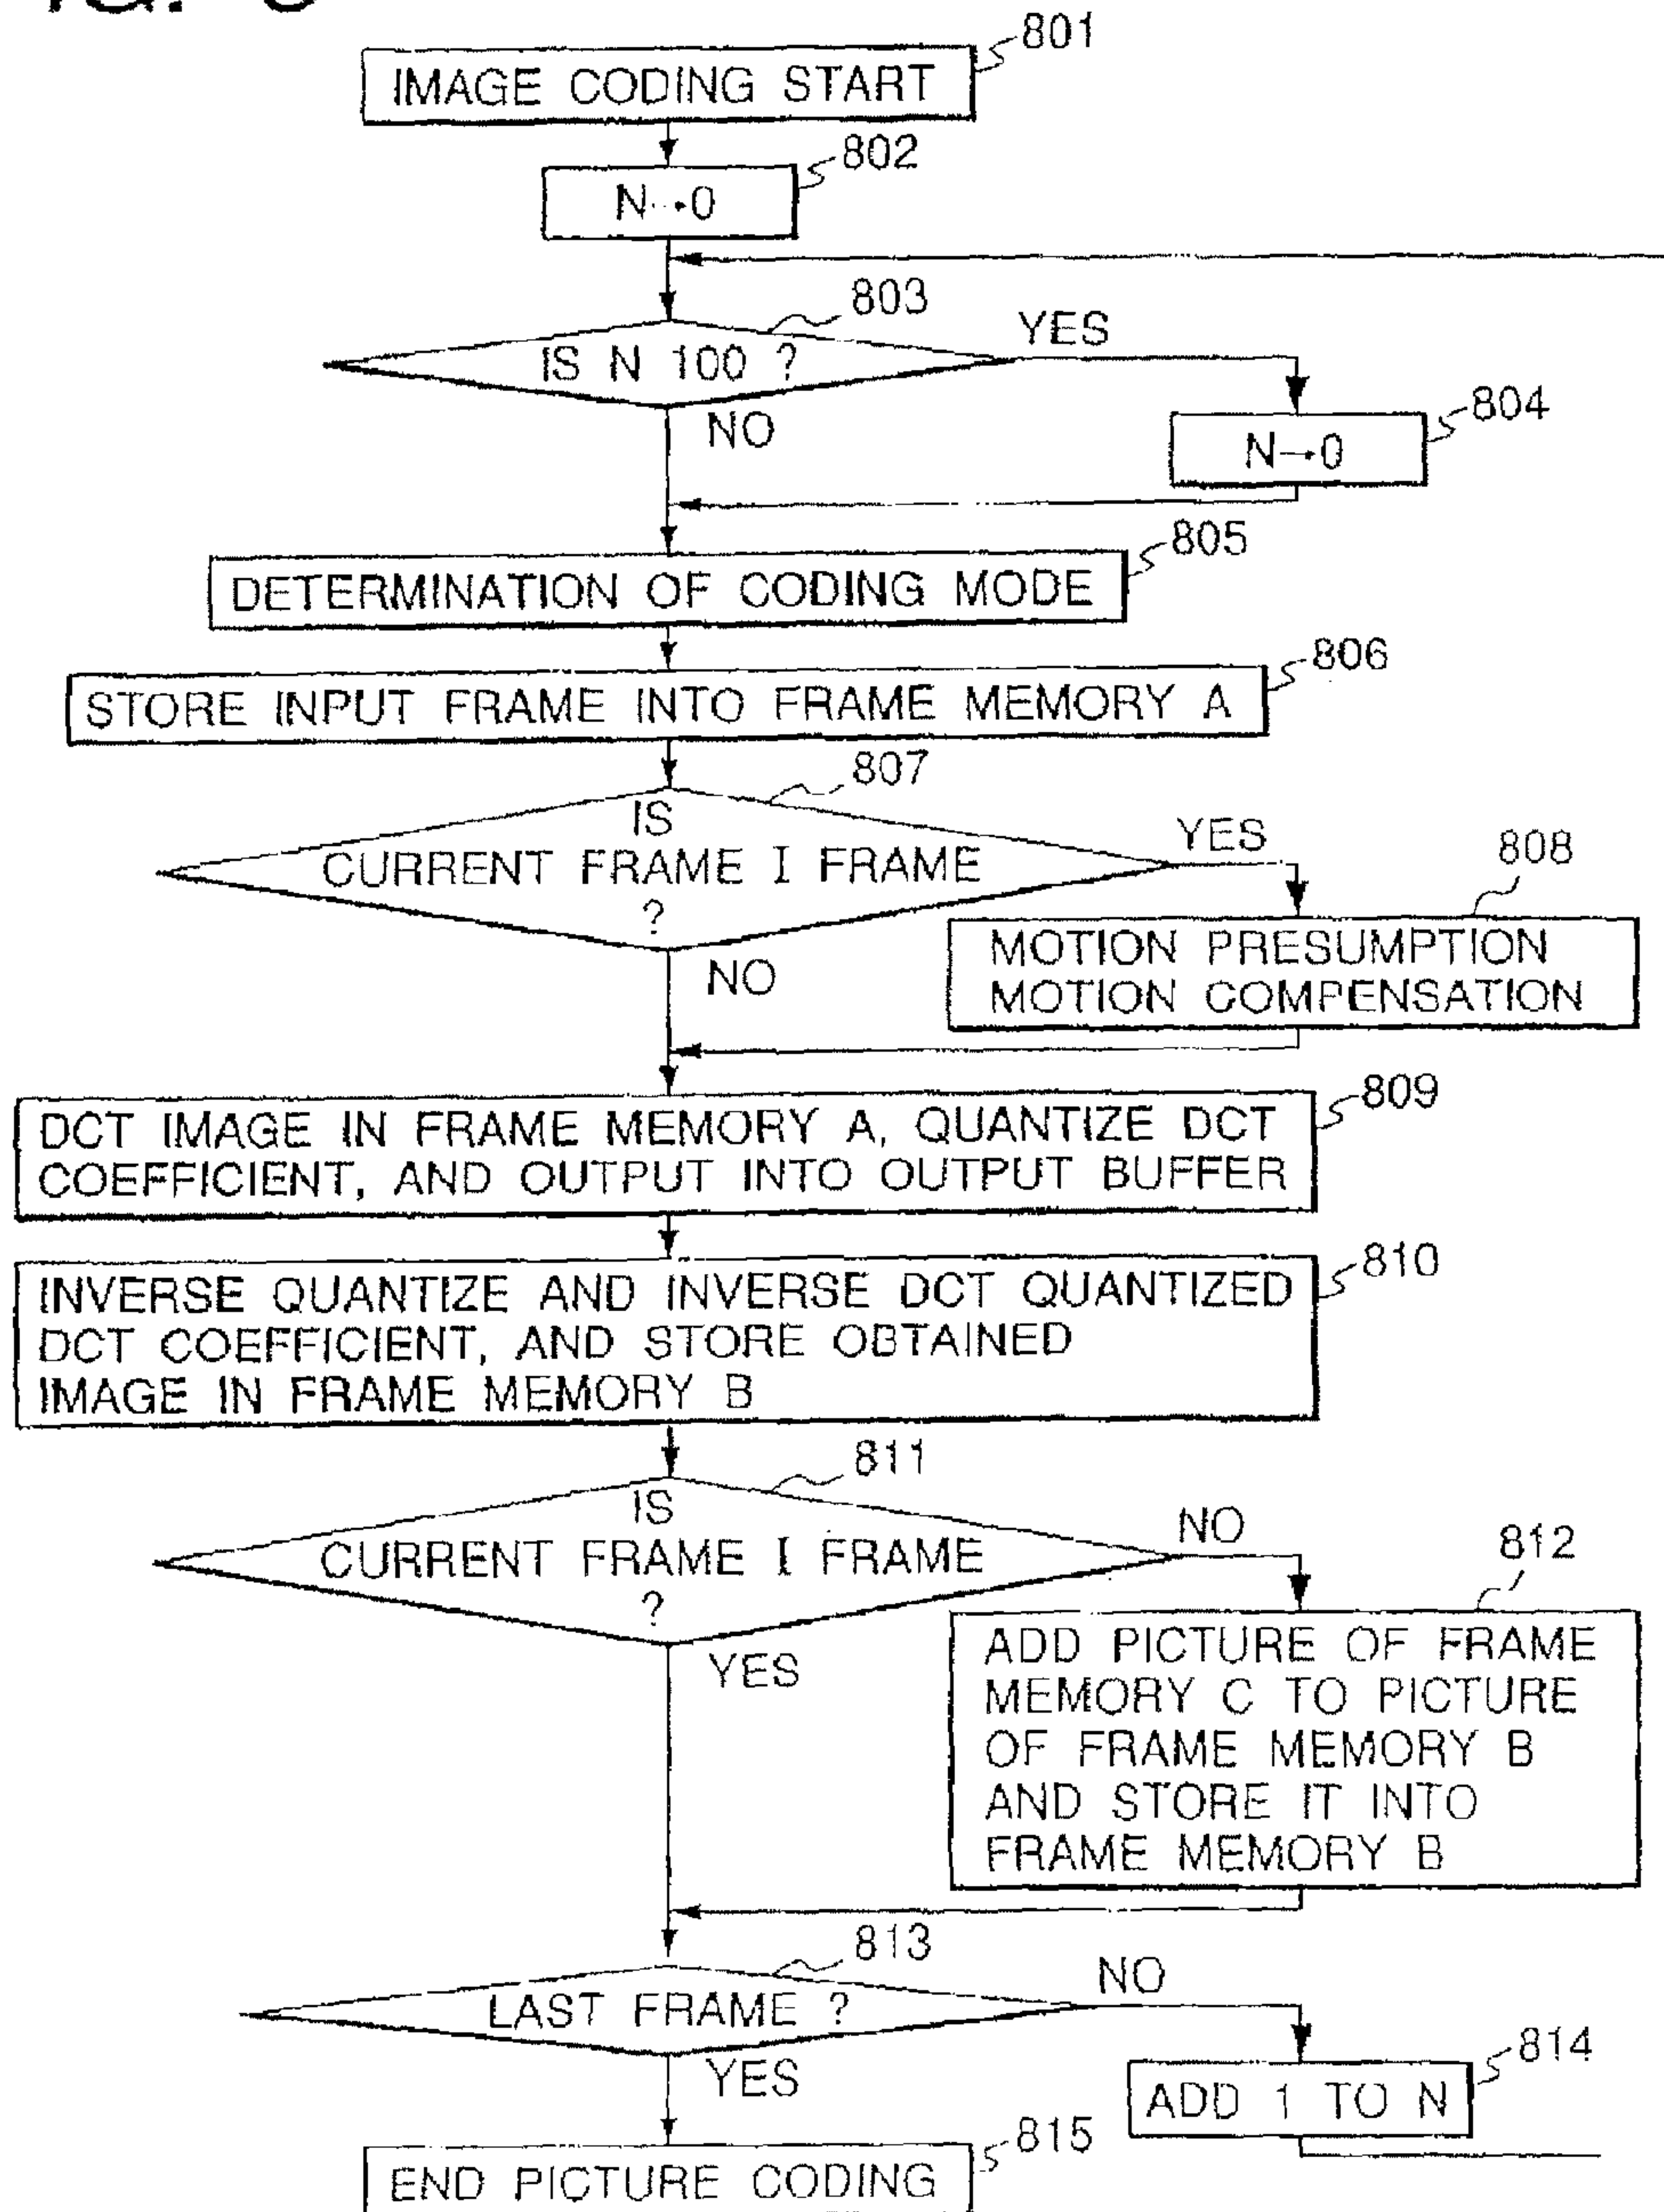 801
IMAGE CODING START
802
N→0
803
IS N 100 ?
YES
NO
804
N→0
805
DETERMINATION OF CODING MODE
806
STORE INPUT FRAME INTO FRAME MEMORY A
807
IS
CURRENT FRAME I FRAME
?
YES
NO
808
MOTION PRESUMPTION
MOTION COMPENSATION
809
DCT IMAGE IN FRAME MEMORY A, QUANTIZE DCT
COEFFICIENT, AND OUTPUT INTO OUTPUT BUFFER
810
INVERSE QUANTIZE AND INVERSE DCT QUANTIZED
DCT COEFFICIENT, AND STORE OBTAINED
IMAGE IN FRAME MEMORY B
811
IS
CURRENT FRAME I FRAME
?
NO
YES
812
ADD PICTURE OF FRAME
MEMORY C TO PICTURE
OF FRAME MEMORY B
AND STORE IT INTO
FRAME MEMORY B
813
LAST FRAME ?
NO
YES
814
ADD 1 TO N
815
END PICTURE CODING